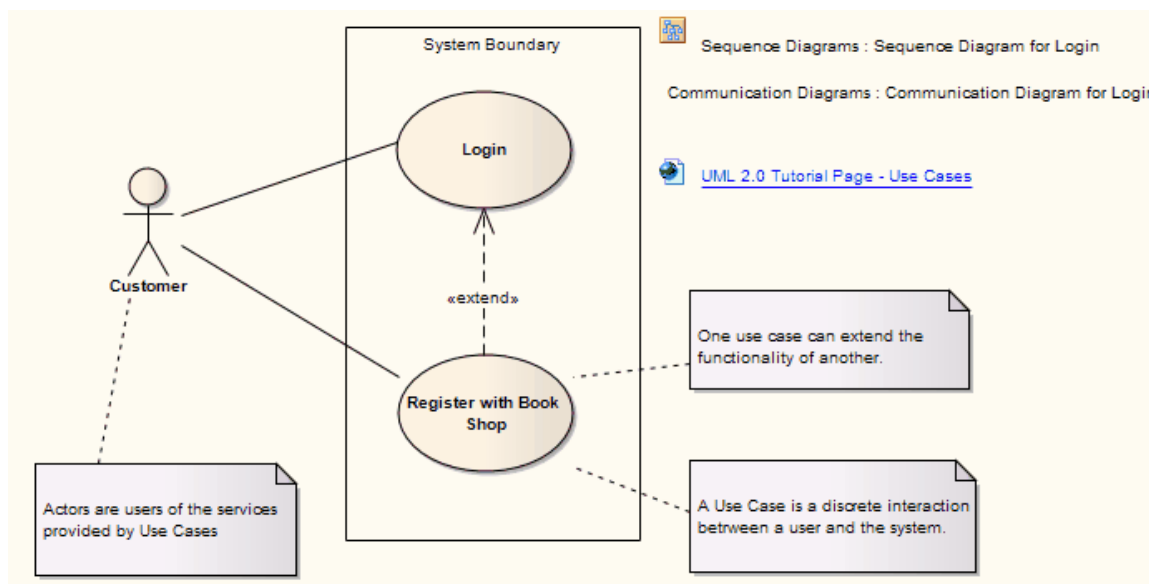 System Boundary
Sequence Diagrams : Sequence Diagram for Login
Communication Diagrams : Communication Diagram for Login
Login
UML 2.0 Tutorial Page - Use Cases
Customer
«extend»
One use case can extend the
functionality of another.
Register with Book
Shop
Actors are users of the services
provided by Use Cases
A Use Case is a discrete interaction
betrween a user and the system.